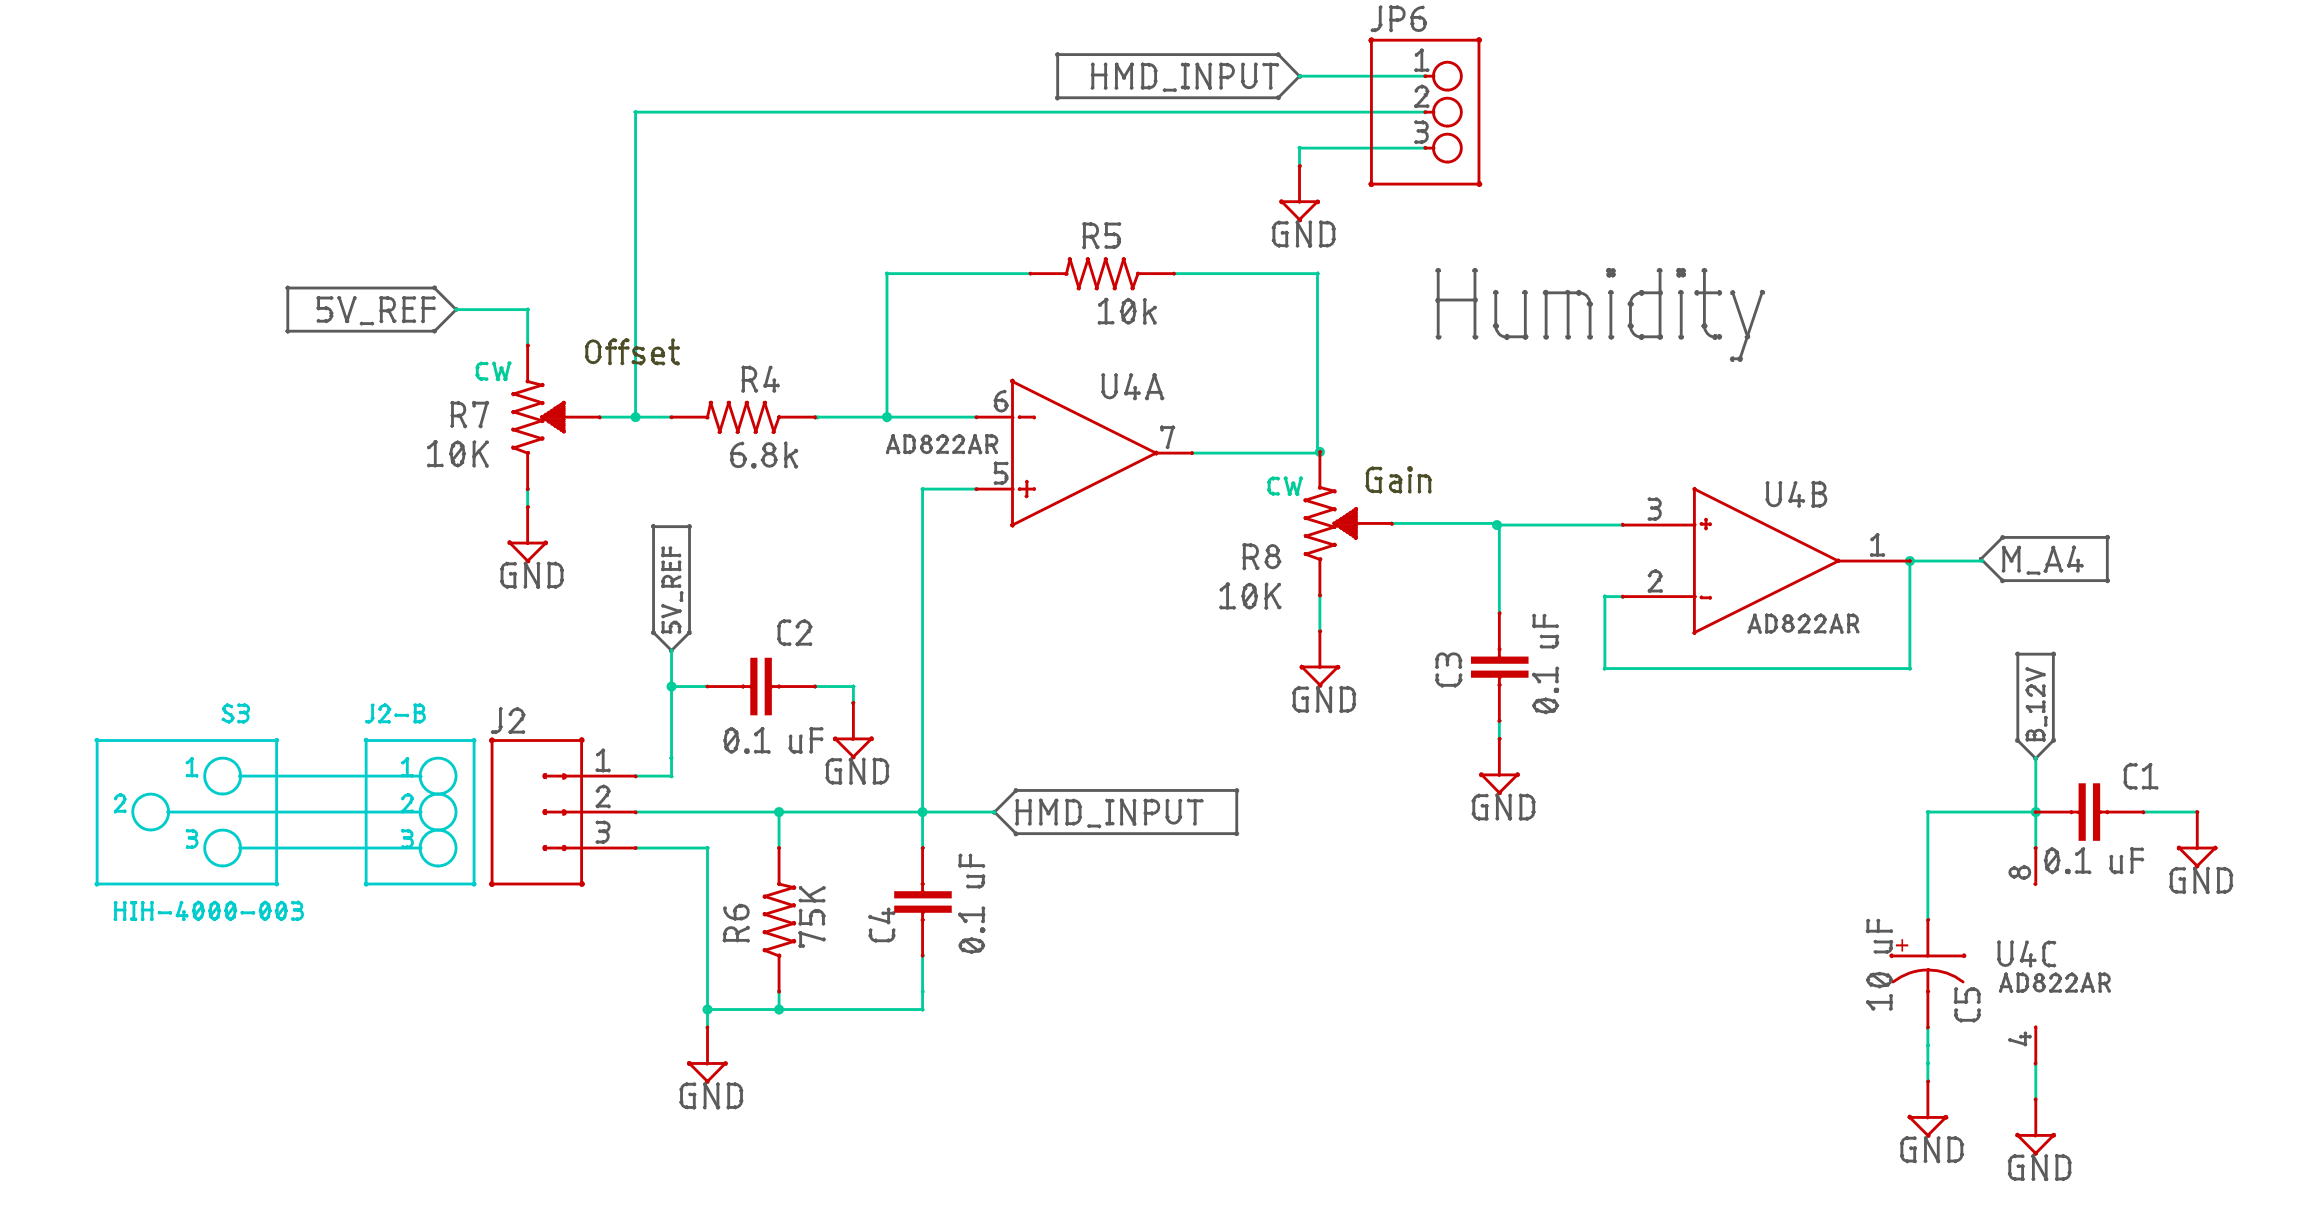 JP6
HMD_INPUT
1
2
3
GND
R5
10k
Humidity
5V_REF
CW
Offset
R7
10K
R4
6.8k
GND
6
5
7
U4A
AD822AR
CW
Gain
R8
10K
GND
3
2
1
U4B
AD822AR
M_A4
C3
0.1 uF
GND
5V_REF
C2
0.1 uF
GND
S3
1
2
3
HIH-4000-003
J2-B
1
2
3
J2
1
2
3
HMD_INPUT
R6
75K
C4
0.1 uF
GND
B_12V
C1
0.1 uF
GND
8
10 uF
+
C5
U4C
AD822AR
4
GND
GND